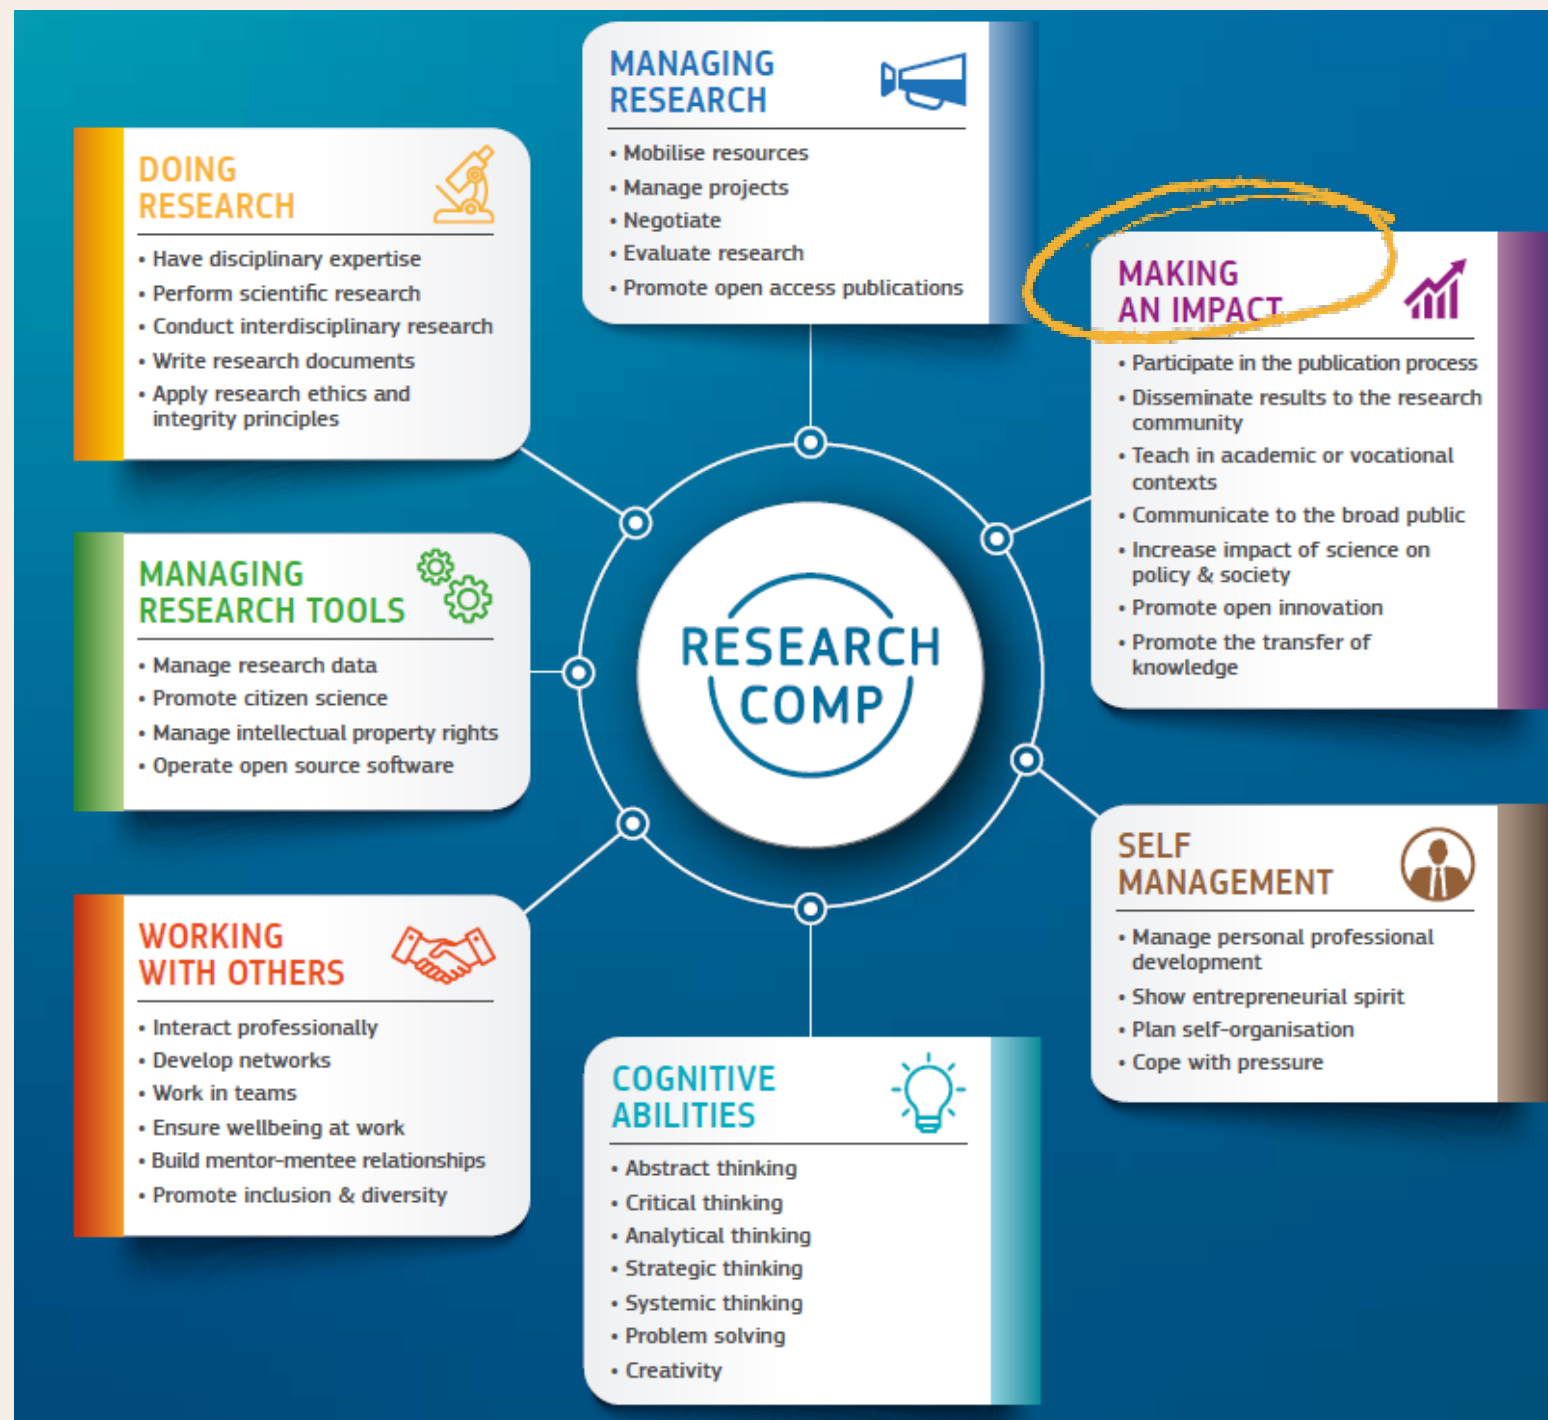 MANAGING
RESEARCH
• Mobilise resources
• Manage projects
• Negotiate
• Evaluate research
• Promote open access publications
DOING
RESEARCH
• Have disciplinary expertise
• Perform scientific research
• Conduct interdisciplinary research
• Write research documents
• Apply research ethics and
integrity principles
MAKING
AN IMPACT
• Participate in the publication process
• Disseminate results to the research
community
• Teach in academic or vocational
contexts
• Communicate to the broad public
• Increase impact of science on
policy & society
• Promote open innovation
• Promote the transfer of
knowledge
MANAGING
RESEARCH TOOLS
• Manage research data
• Promote citizen science
• Manage intellectual property rights
• Operate open source software
RESEARCH
COMP
SELF
MANAGEMENT
• Manage personal professional
development
• Show entrepreneurial spirit
• Plan self-organisation
• Cope with pressure
WORKING
WITH OTHERS
• Interact professionally
• Develop networks
• Work in teams
• Ensure wellbeing at work
• Build mentor-mentee relationships
• Promote inclusion & diversity
COGNITIVE
ABILITIES
• Abstract thinking
• Critical thinking
• Analytical thinking
• Strategic thinking
• Systemic thinking
• Problem solving
• Creativity